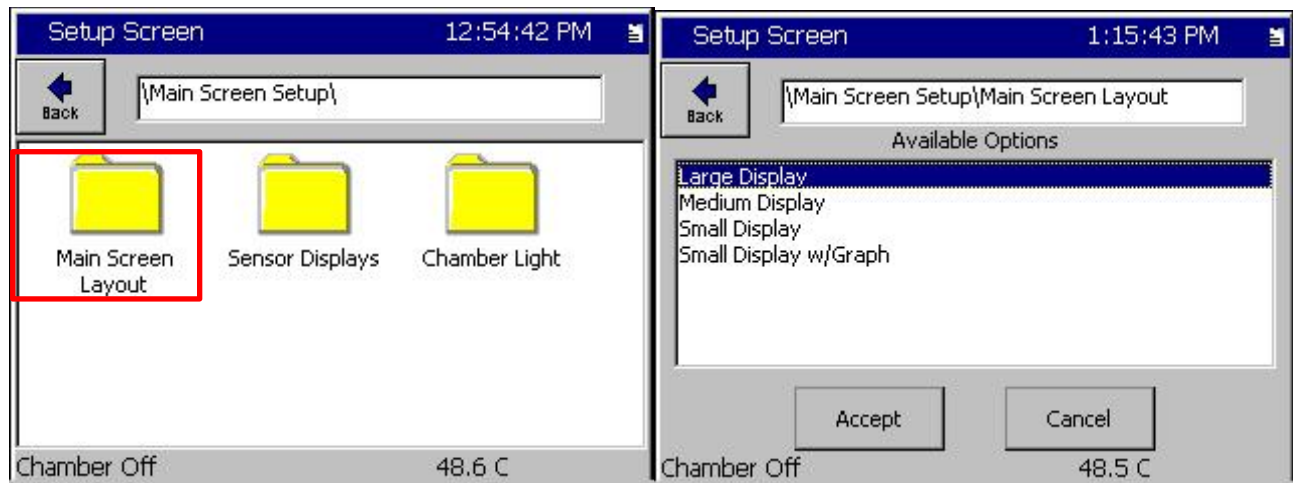 Setup Screen 12:54:42 PM
Back
\Main Screen Setup\
Main Screen
Layout
Sensor Displays
Chamber Light
Chamber Off 48.6 C
Setup Screen 1:15:43 PM
Back
\Main Screen Setup\Main Screen Layout
Available Options
Large Display
Medium Display
Small Display
Small Display w/Graph
Accept Cancel
Chamber Off 48.5 C